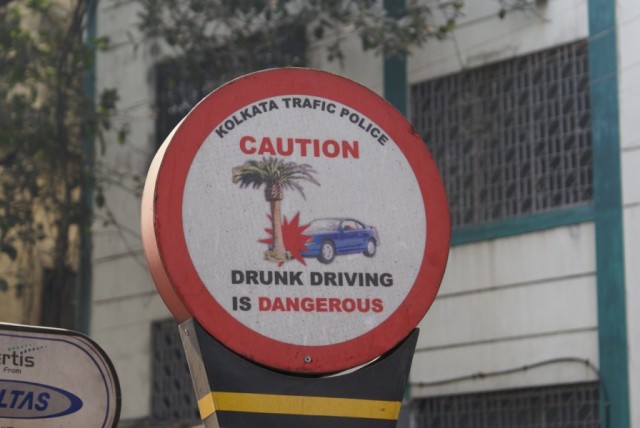 KOLKATA TRAFIC POLICE
CAUTION
DRUNK DRIVING
IS DANGEROUS
From